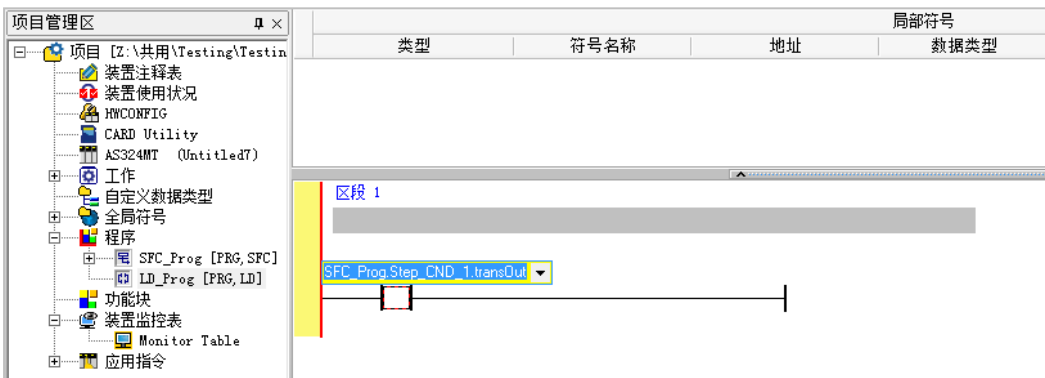 项目管理区
项目 [Z:\共用\Testing\Testin
装置注释表
装置使用状况
HWCONFIG
CARD Utility
AS324MT (Untitled7)
工作
自定义数据类型
全局符号
程序
SFC_Prog [PRG,SFC]
LD_Prog [PRG,LD]
功能块
装置监控表
Monitor Table
应用指令
局部符号
类型 符号名称 地址 数据类型
区段 1
SFC_Prog.Step_CND_1.transOut